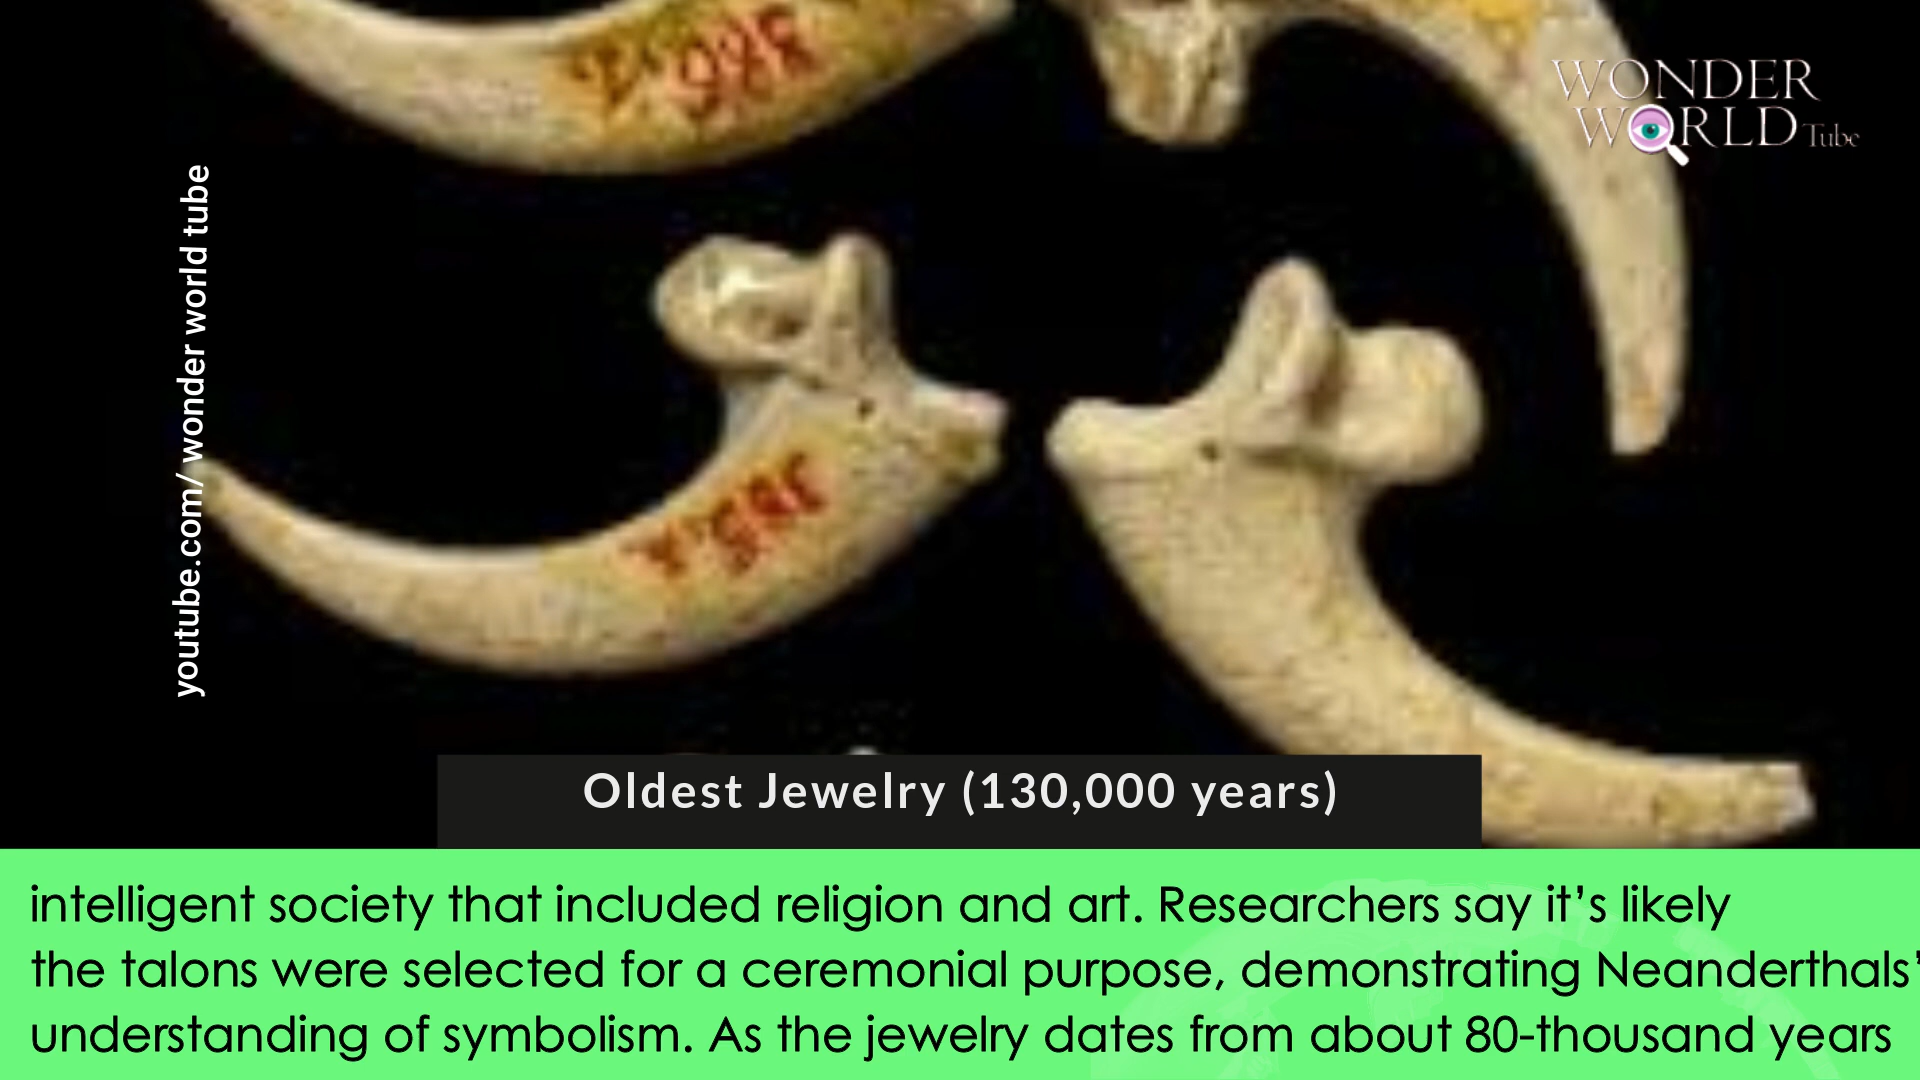 WONDER
WORLD Tube
youtube.com/ wonder world tube
Oldest Jewelry (130,000 years)
intelligent society that included religion and art. Researchers say it’s likely
the talons were selected for a ceremonial purpose, demonstrating Neanderthals’
understanding of symbolism. As the jewelry dates from about 80-thousand years